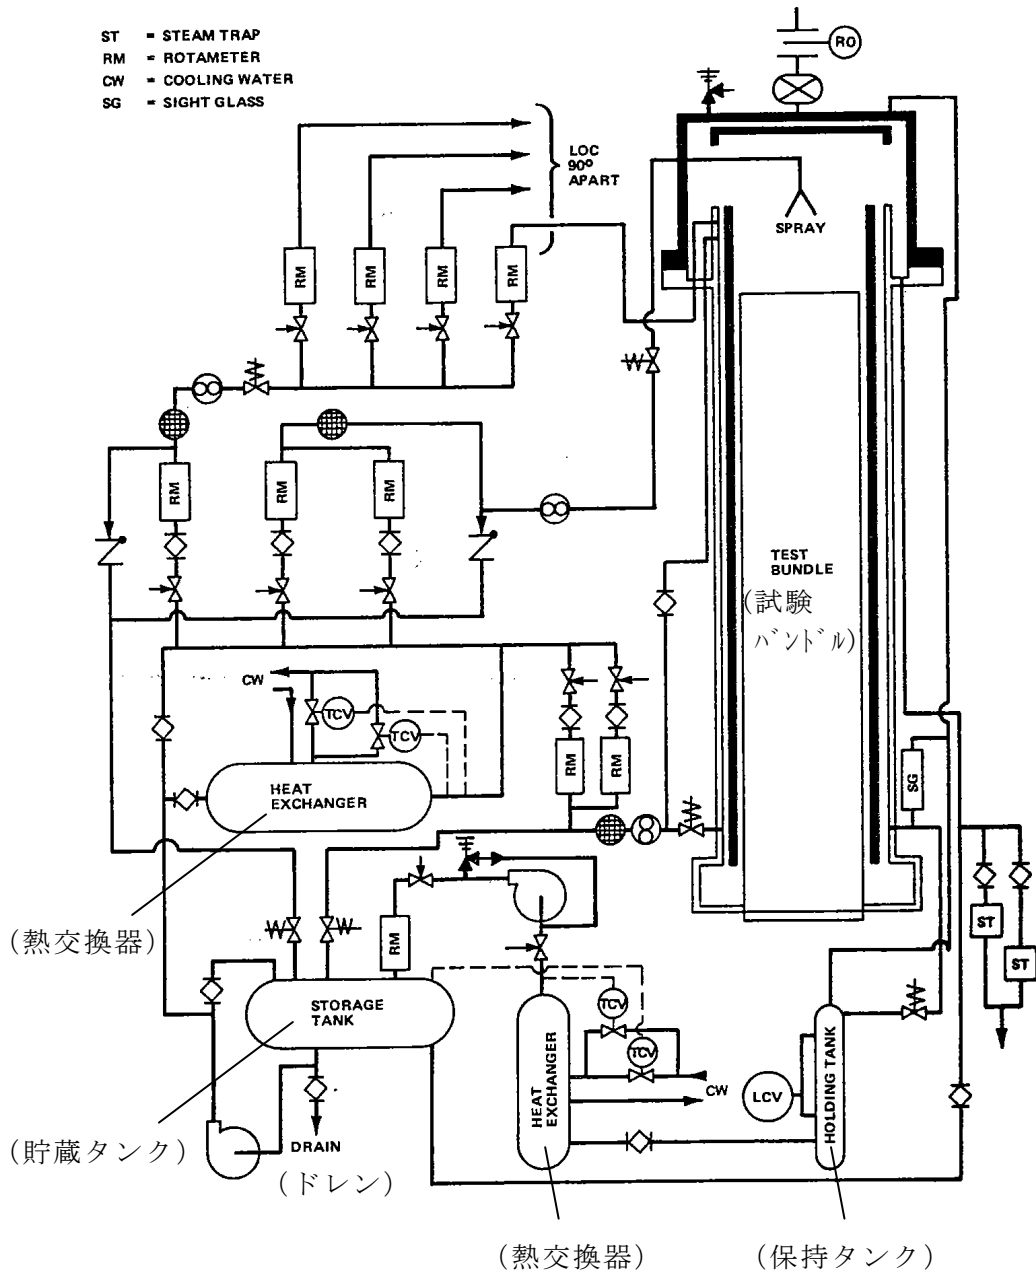 ST = STEAM TRAP
RM = ROTAMETER
CW = COOLING WATER
SG = SIGHT GLASS
RO
LOC
90°
APART
SPRAY
RM
RM
RM
RM
RM
RM
RM
TEST
BUNDLE
(試験
ﾊﾞﾝﾄﾞﾙ)
CW
TCV
TCV
HEAT
EXCHANGER
RM
RM
SG
(熱交換器)
RM
ST
ST
STORAGE
TANK
TCV
TCV
HEAT
EXCHANGER
CW
LCV
HOLDING TANK
DRAIN
(貯蔵タンク)
(ドレン)
(熱交換器)
(保持タンク)